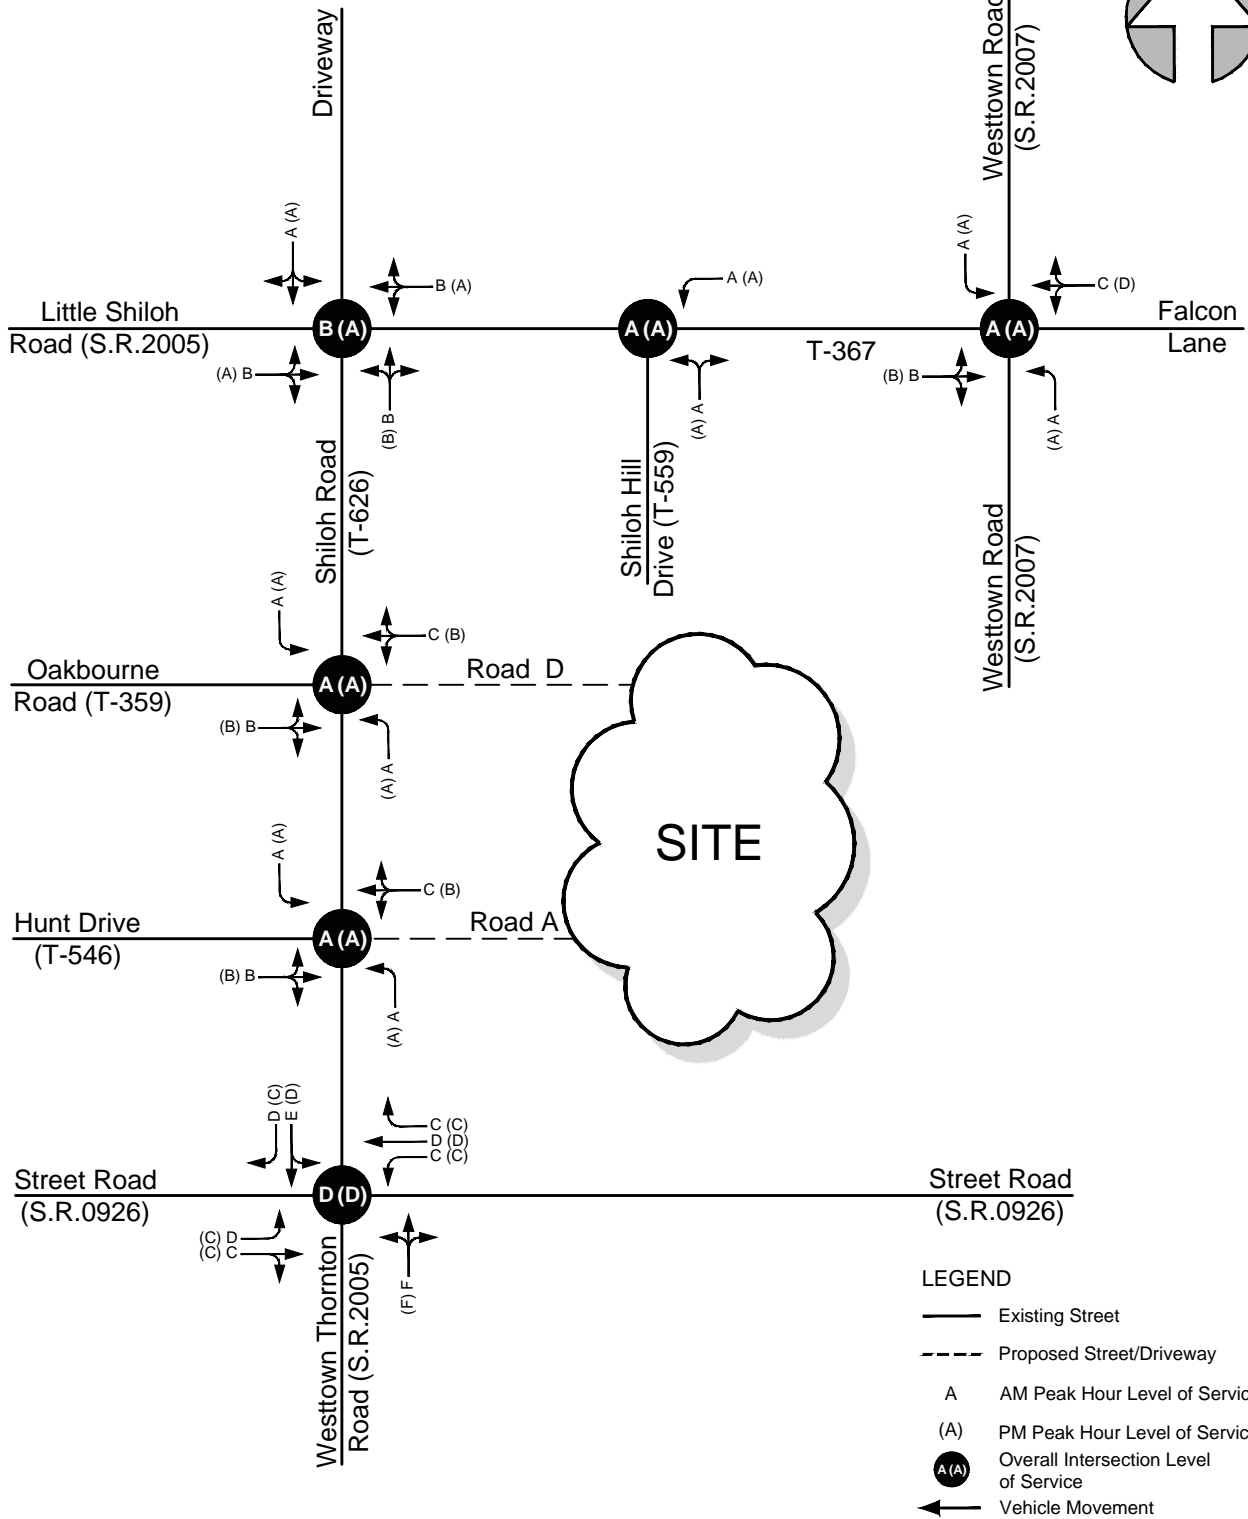 Driveway
Westtown Road
(S.R.2007)
A (A)
B (A)
Little Shiloh
Road (S.R.2005)
B (A)
(A) B
(B) B
A (A)
A (A)
(A) A
T-367
A (A)
C (D)
A (A)
Falcon
Lane
(B) B
(A) A
Shiloh Road
(T-626)
Shiloh Hill
Drive (T-559)
Westtown Road
(S.R.2007)
A (A)
C (B)
Oakbourne
Road (T-359)
A (A)
Road D
(B) B
(A) A
SITE
A (A)
C (B)
Hunt Drive
(T-546)
A (A)
Road A
(B) B
(A) A
D (C)
E (D)
C (C)
D (D)
C (C)
Street Road
(S.R.0926)
D (D)
Street Road
(S.R.0926)
(C) D
(C) C
(F) F
Westtown Thornton
Road (S.R.2005)
LEGEND
Existing Street
Proposed Street/Driveway
A AM Peak Hour Level of Servic
(A) PM Peak Hour Level of Servic
A (A) Overall Intersection Level
of Service
Vehicle Movement